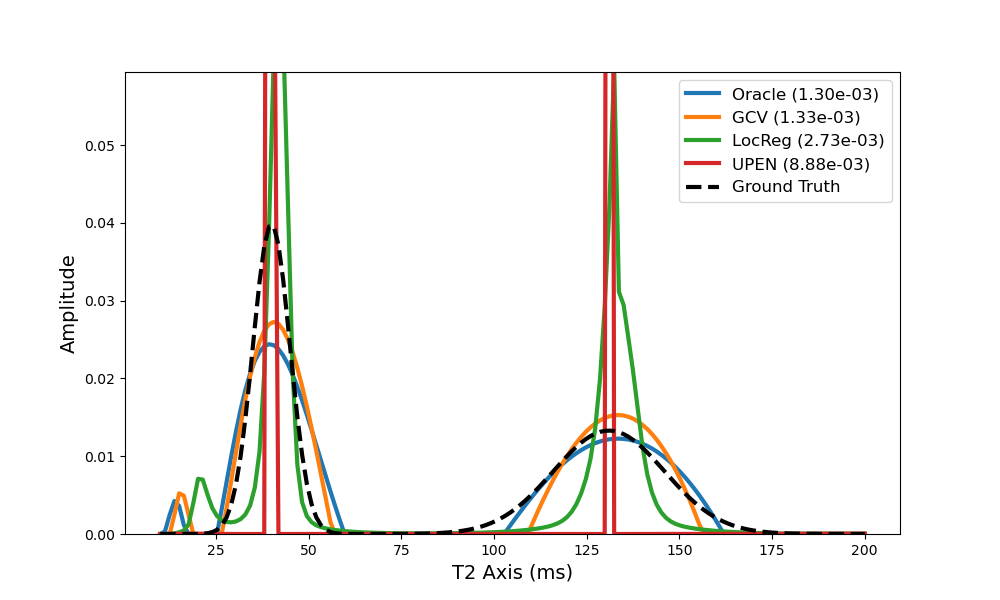 Oracle (1.30e-03)
GCV (1.33e-03)
LocReg (2.73e-03)
UPEN (8.88e-03)
Ground Truth
Amplitude
0.05
0.04
0.03
0.02
0.01
0.00
25 50 75 100 125 150 175 200
T2 Axis (ms)